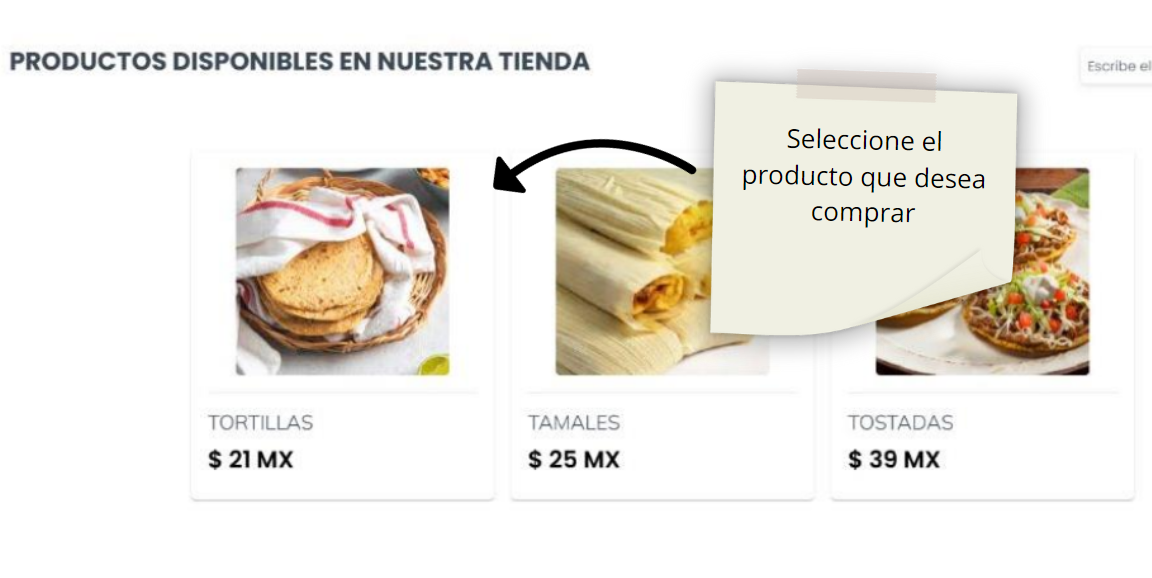 PRODUCTOS DISPONIBLES EN NUESTRA TIENDA
Escribe el
Seleccione el
producto que desea
comprar
TORTILLAS
$ 21 MX
TAMALES
$ 25 MX
TOSTADAS
$ 39 MX